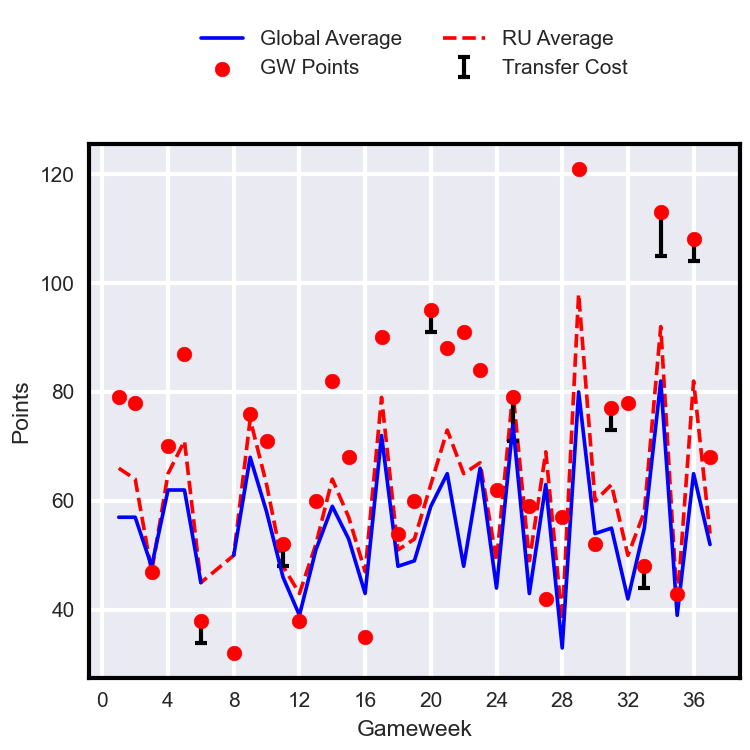 Global Average RU Average
GW Points Transfer Cost
120
100
80
60
40
Points
0 4 8 12 16 20 24 28 32 36
Gameweek